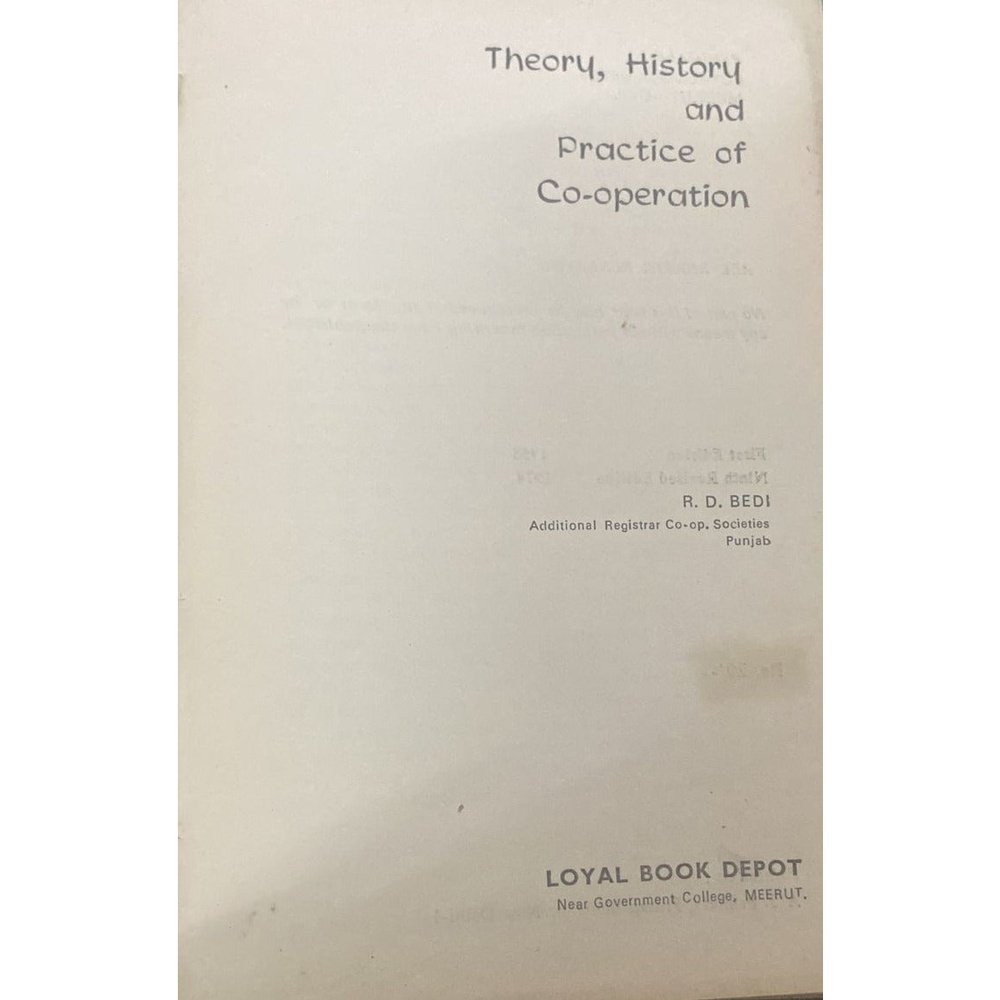 Theory, History
and
Practice of
Co-operation
R. D. BEDI
Additional Registrar Co-op. Societies
Punjab
LOYAL BOOK DEPOT
Near Government College, MEERUT.